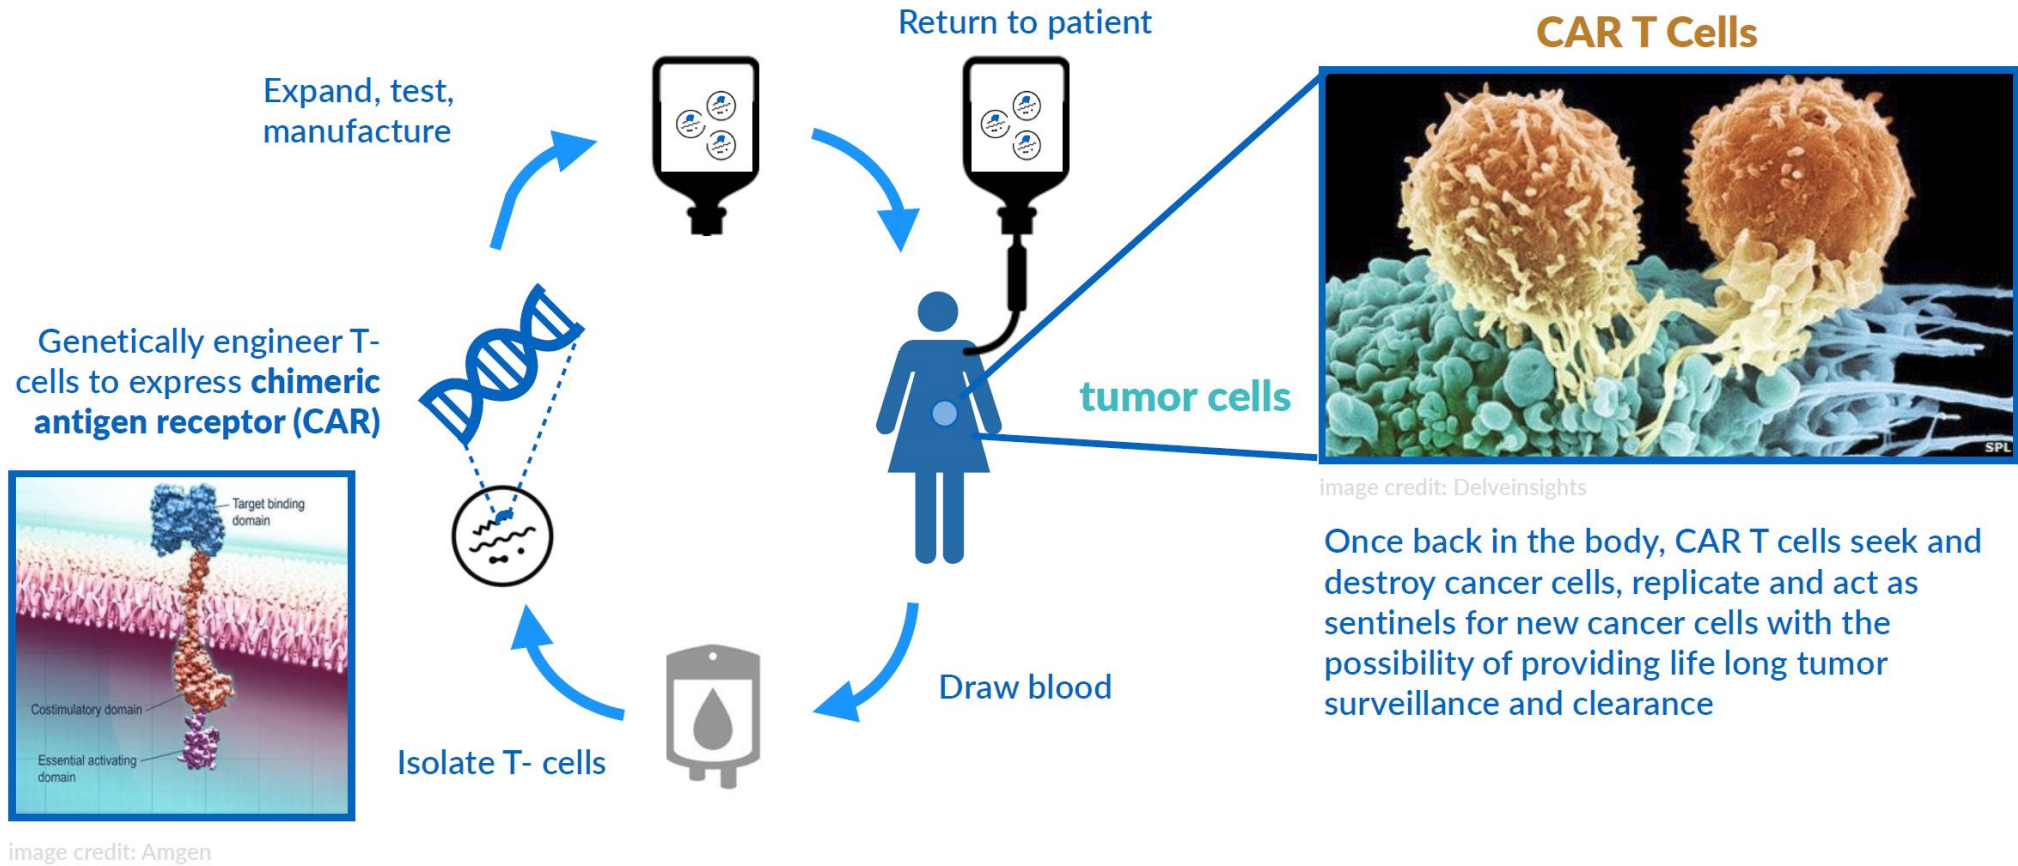 Return to patient
CAR T Cells
Expand, test,
manufacture
Genetically engineer T-
cells to express chimeric
antigen receptor (CAR)
tumor cells
SPL
image credit: Delveinsights
Target binding
domain
Costimulatory domain
Essential activating
domain
image credit: Amgen
Isolate T- cells
Draw blood
Once back in the body, CAR T cells seek and
destroy cancer cells, replicate and act as
sentinels for new cancer cells with the
possibility of providing life long tumor
surveillance and clearance